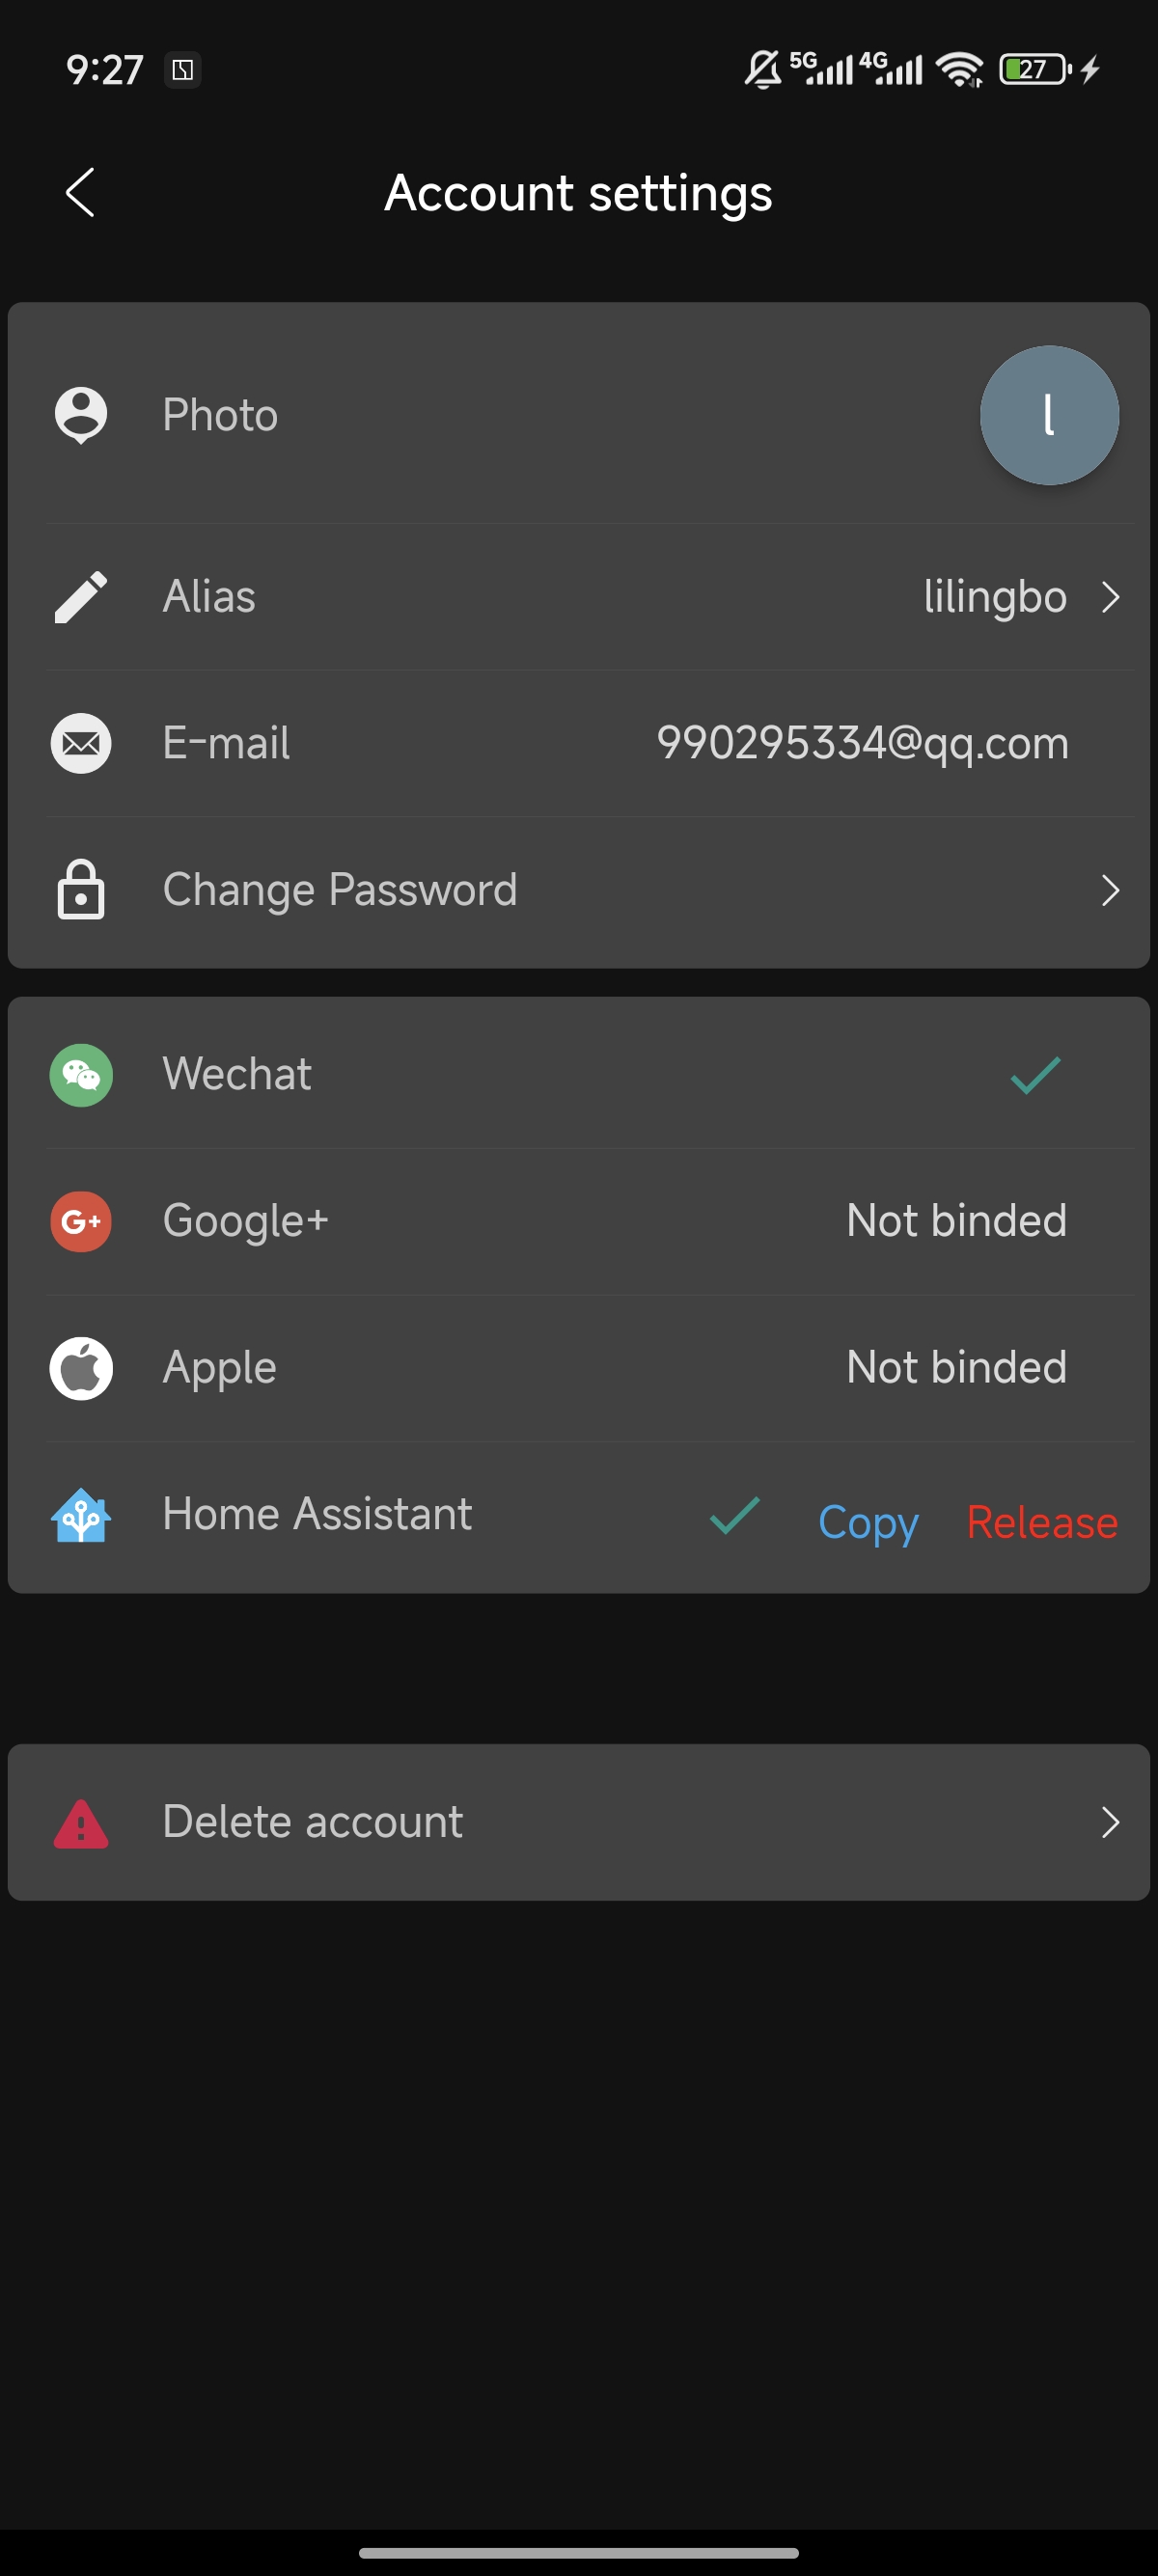 9:27 5G 4G 27
Account settings
Photo l
Alias lilingbo
E-mail 990295334@qq.com
Change Password
Wechat
G+ Google+ Not binded
Apple Not binded
Home Assistant Copy Release
Delete account